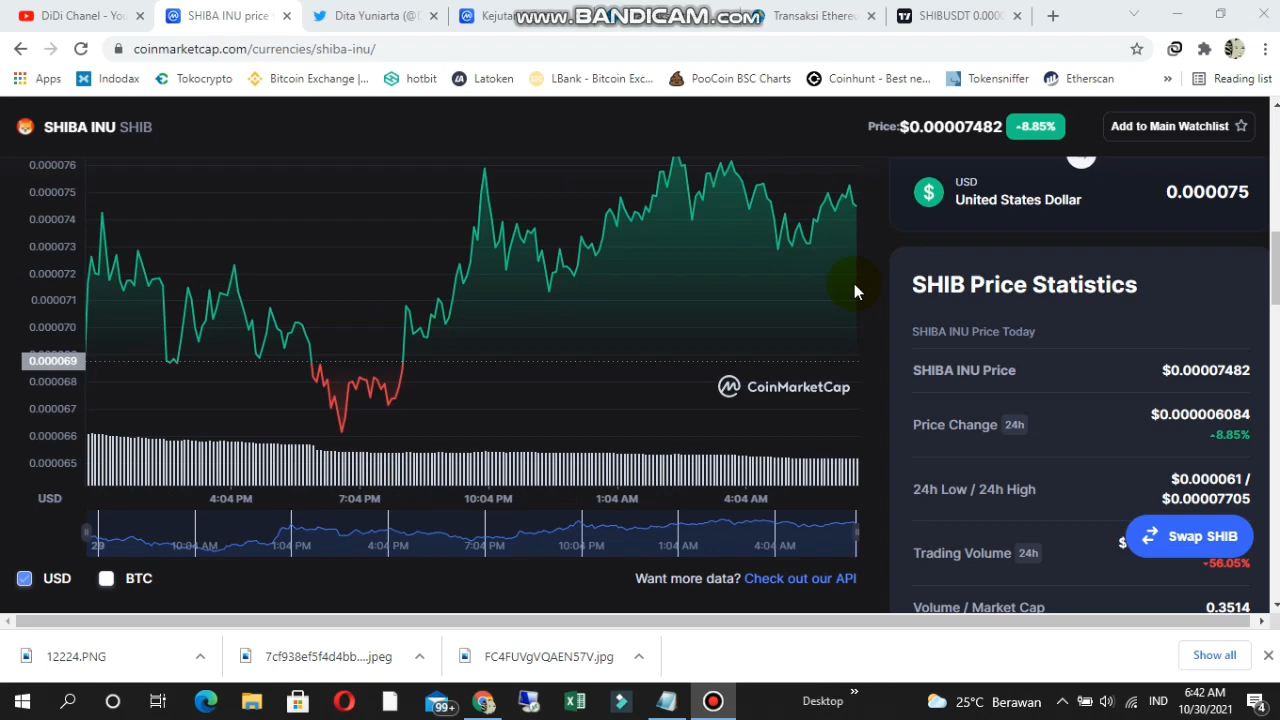 DiDi Chanel - You
SHIBA INU price
Dita Yuniarta (@D
Kejutan
www.BANDICAM.com
Transaksi Ethere
SHIBUSDT 0.0000
coinmarketcap.com/currencies/shiba-inu/
Apps
Indodax
Tokocrypto
Bitcoin Exchange |...
hotbit
Latoken
LBank - Bitcoin Exc...
PooCoin BSC Charts
Coinhunt - Best ne...
Tokensniffer
Etherscan
»
Reading list
SHIBA INU SHIB
Price:$0.00007482
8.85%
Add to Main Watchlist
0.000076
0.000075
0.000074
0.000073
0.000072
0.000071
0.000070
0.000069
0.000068
0.000067
0.000066
0.000065
USD
4:04 PM
7:04 PM
10:04 PM
1:04 AM
4:04 AM
CoinMarketCap
29
10:04 AM
1:04 PM
4:04 PM
7:04 PM
10:04 PM
1:04 AM
4:04 AM
USD
BTC
Want more data? Check out our API
$
USD
United States Dollar
0.000075
SHIB Price Statistics
SHIBA INU Price Today
SHIBA INU Price
$0.00007482
Price Change 24h
$0.000006084
8.85%
24h Low / 24h High
$0.000061 /
$0.00007705
Swap SHIB
Trading Volume 24h
$
56.05%
Volume / Market Cap
0.3514
12224.PNG
7cf938ef5f4d4bb....jpeg
FC4FUVgVQAEN57V.jpg
Show all
99+
Desktop
»
25°C Berawan
IND
6:42 AM
10/30/2021
4